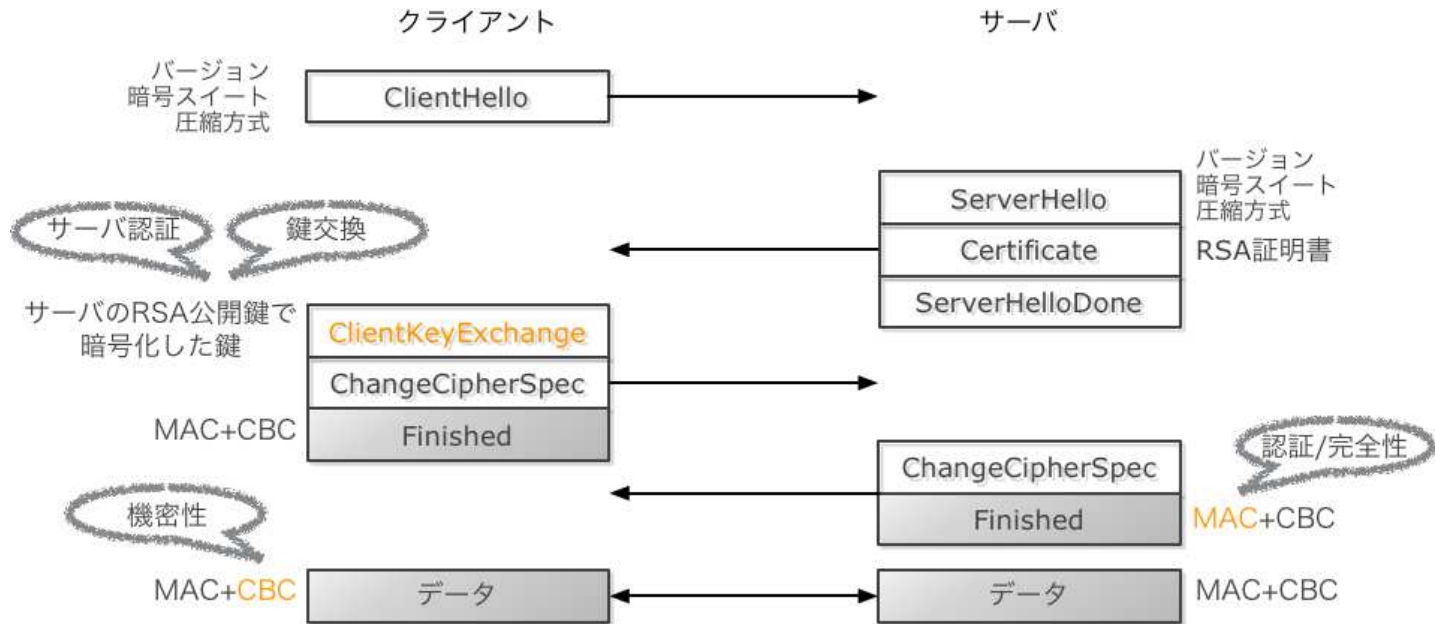 クライアント
サーバ
バージョン
暗号スイート
圧縮方式
ClientHello
バージョン
暗号スイート
圧縮方式
ServerHello
Certificate
RSA証明書
ServerHelloDone
サーバ認証
鍵交換
サーバのRSA公開鍵で
暗号化した鍵
ClientKeyExchange
ChangeCipherSpec
MAC+CBC
Finished
認証/完全性
ChangeCipherSpec
Finished
MAC+CBC
機密性
MAC+CBC
データ
データ
MAC+CBC